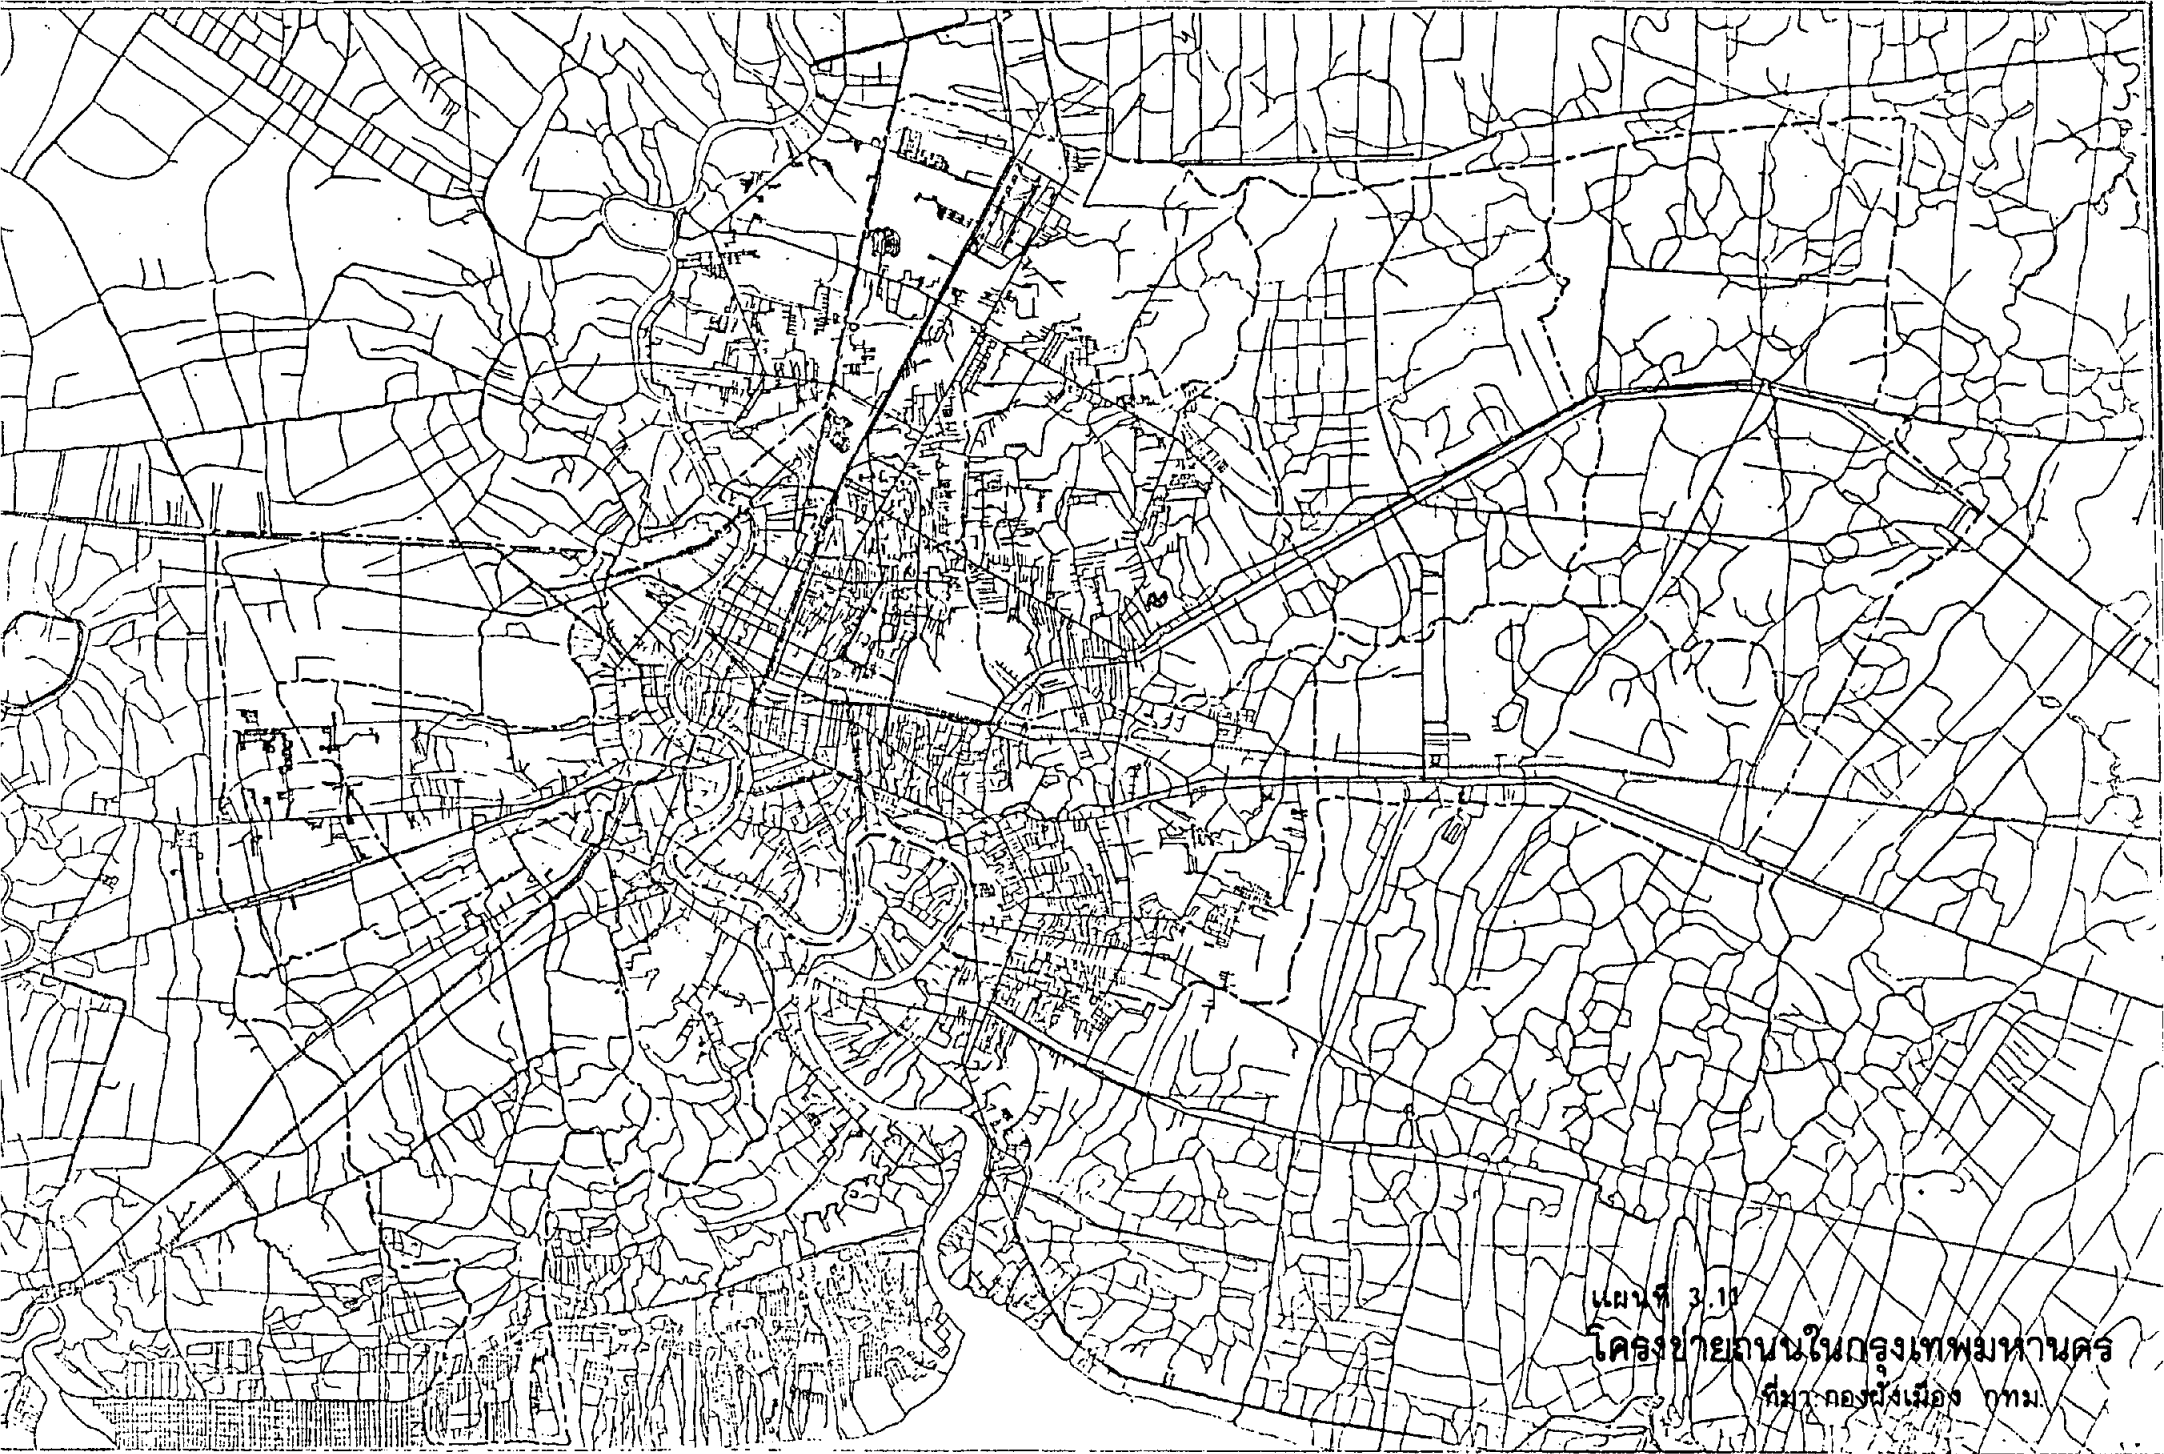 แผนที่ 3.11
โครงข่ายถนนในกรุงเทพมหานคร
ที่มา กองผังเมือง กทม.